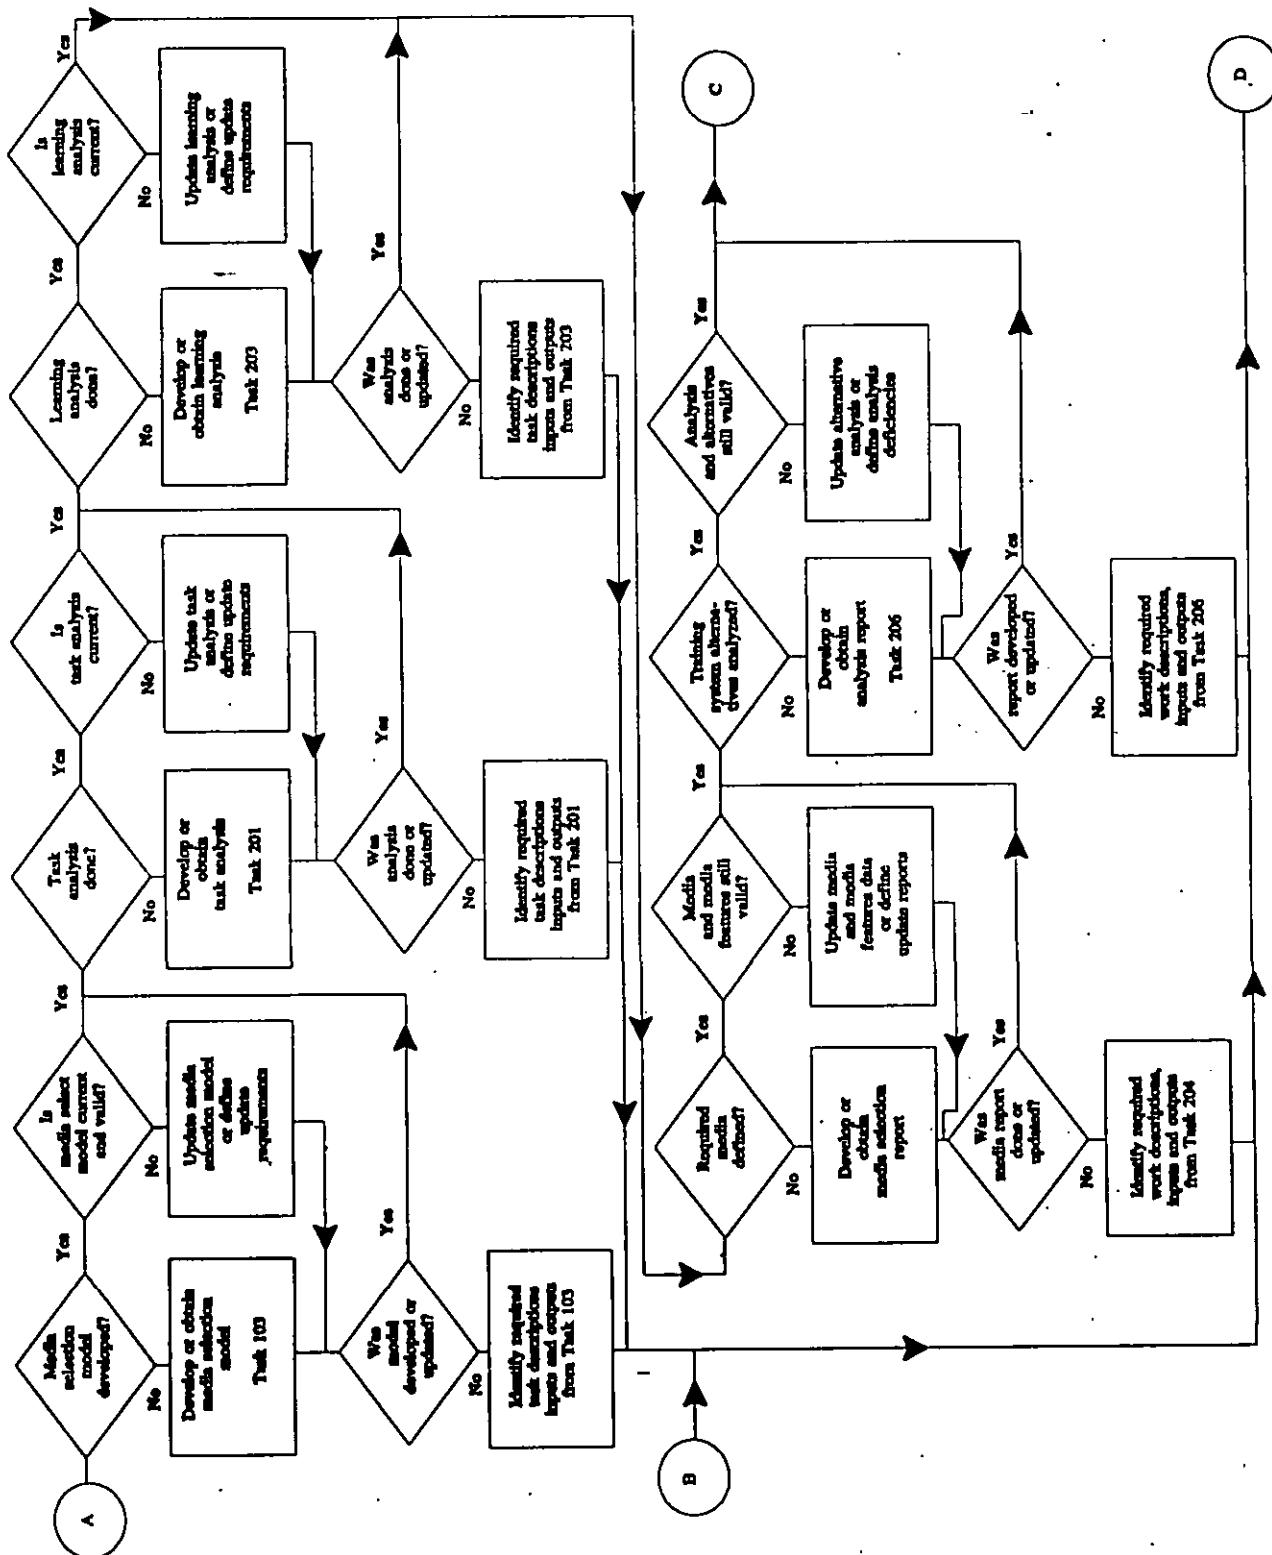 A
Media
selection
model
developed?
Yes
No
Develop or obtain
media selection
model
Task 103
Is
media select
model current
and valid?
Yes
No
Update media
selection model
or define
update
requirements
Was
model
developed or
updated?
Yes
No
Identify required
task descriptions
inputs and outputs
from Task 103
Task
analysis
done?
Yes
No
Develop or
obtain
task analysis
Task 201
Is
task analysis
current?
Yes
No
Update task
analysis or
define update
requirements
Was
analysis
done or
updated?
Yes
No
Identify required
task descriptions
inputs and outputs
from Task 201
Learning
analysis
done?
Yes
No
Develop or
obtain learning
analysis
Task 203
Is
learning
analysis
current?
Yes
No
Update learning
analysis or
define update
requirements
Was
analysis
done or
updated?
Yes
No
Identify required
task descriptions
inputs and outputs
from Task 203
B
Required
media
defined?
Yes
No
Develop or
obtain
media selection
report
Media
and media
features still
valid?
Yes
No
Update media
and media
features data
or define
update reports
Was
media report
done or
updated?
Yes
No
Identify required
work descriptions,
inputs and outputs
from Task 204
Training
system alterna-
tives analyzed?
Yes
No
Develop or
obtain
analysis report
Task 206
Analysis
and alternatives
still valid?
Yes
No
Update alternative
analysis or
define analysis
deficiencies
Was
report developed
or updated?
Yes
No
Identify required
work descriptions,
inputs and outputs
from Task 206
C
D